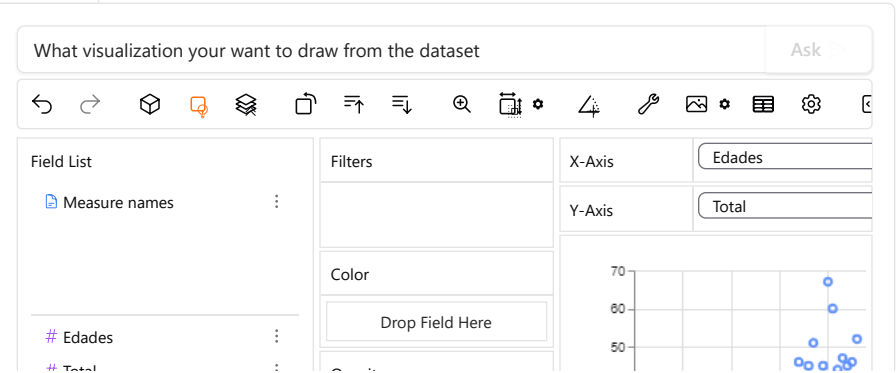 What visualization your want to draw from the dataset
Ask
Field List
Measure names
# Edades
# Total
Filters
Color
Drop Field Here
X-Axis
Edades
Y-Axis
Total
70
60
50